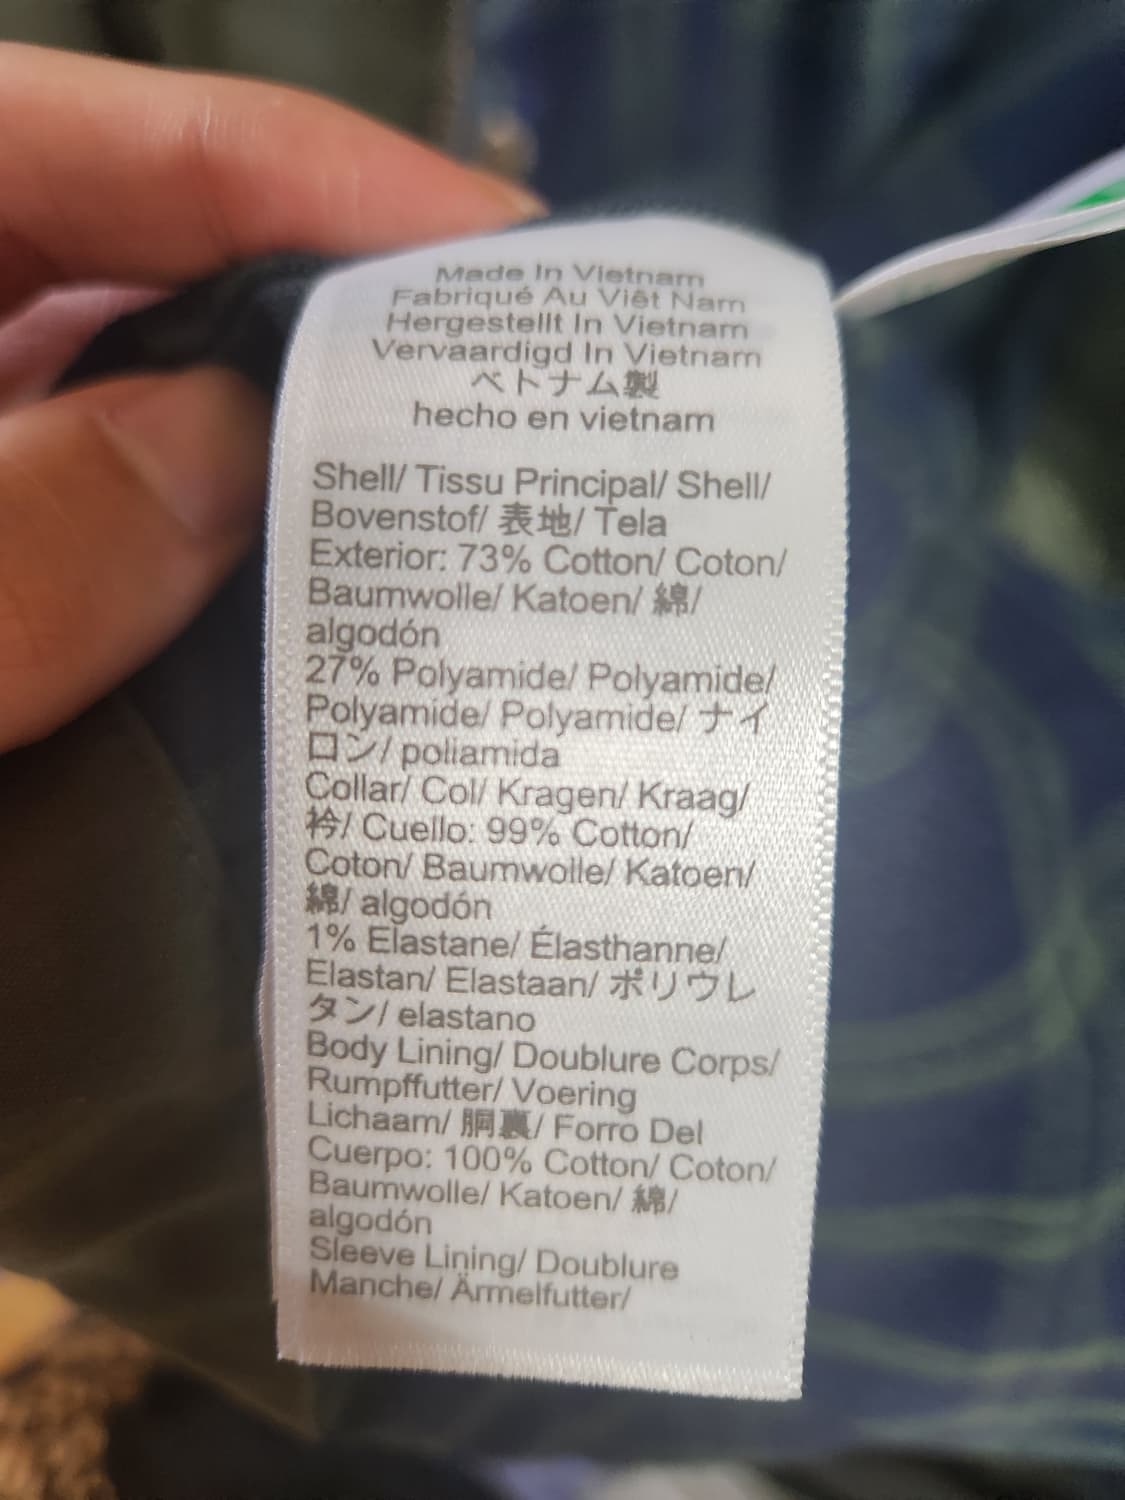 Made In Vietnam
Fabriqué Au Viêt Nam
Hergestellt In Vietnam
Vervaardigd In Vietnam
ベトナム製
hecho en vietnam
Shell/ Tissu Principal/ Shell/
Bovenstof/ 表地/ Tela
Exterior: 73% Cotton/ Coton/
Baumwolle/ Katoen/ 綿/
algodón
27% Polyamide/ Polyamide/
Polyamide/ Polyamide/ ナイ
ロン/ poliamida
Collar/ Col/ Kragen/ Kraag/
衿/ Cuello: 99% Cotton/
Coton/ Baumwolle/ Katoen/
綿/ algodón
1% Elastane/ Élasthanne/
Elastan/ Elastaan/ ポリウレ
タン/ elastano
Body Lining/ Doublure Corps/
Rumpffutter/ Voering
Lichaam/ 胴裏/ Forro Del
Cuerpo: 100% Cotton/ Coton/
Baumwolle/ Katoen/ 綿/
algodón
Sleeve Lining/ Doublure
Manche/ Ärmelfutter/